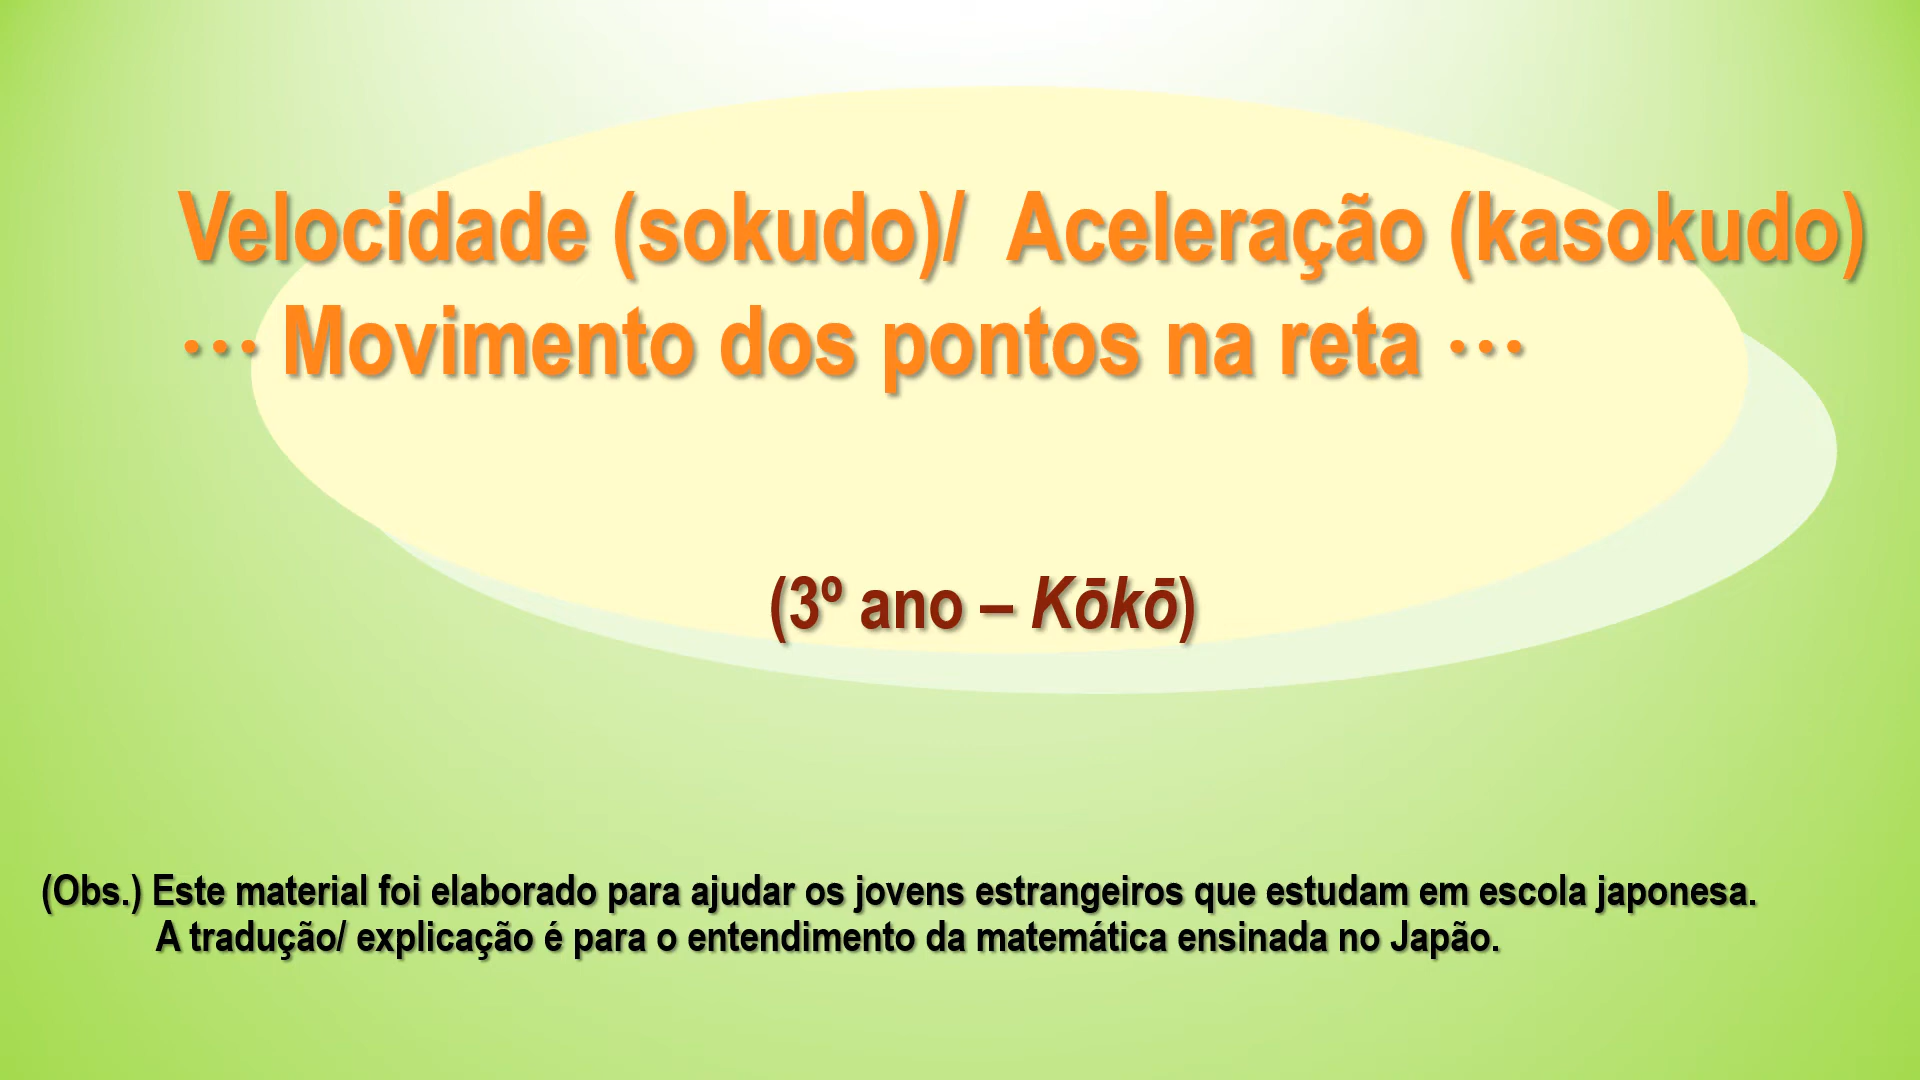 Velocidade (sokudo)/ Aceleração (kasokudo)
… Movimento dos pontos na reta …
(3º ano – Kōkō)
(Obs.) Este material foi elaborado para ajudar os jovens estrangeiros que estudam em escola japonesa.
A tradução/ explicação é para o entendimento da matemática ensinada no Japão.